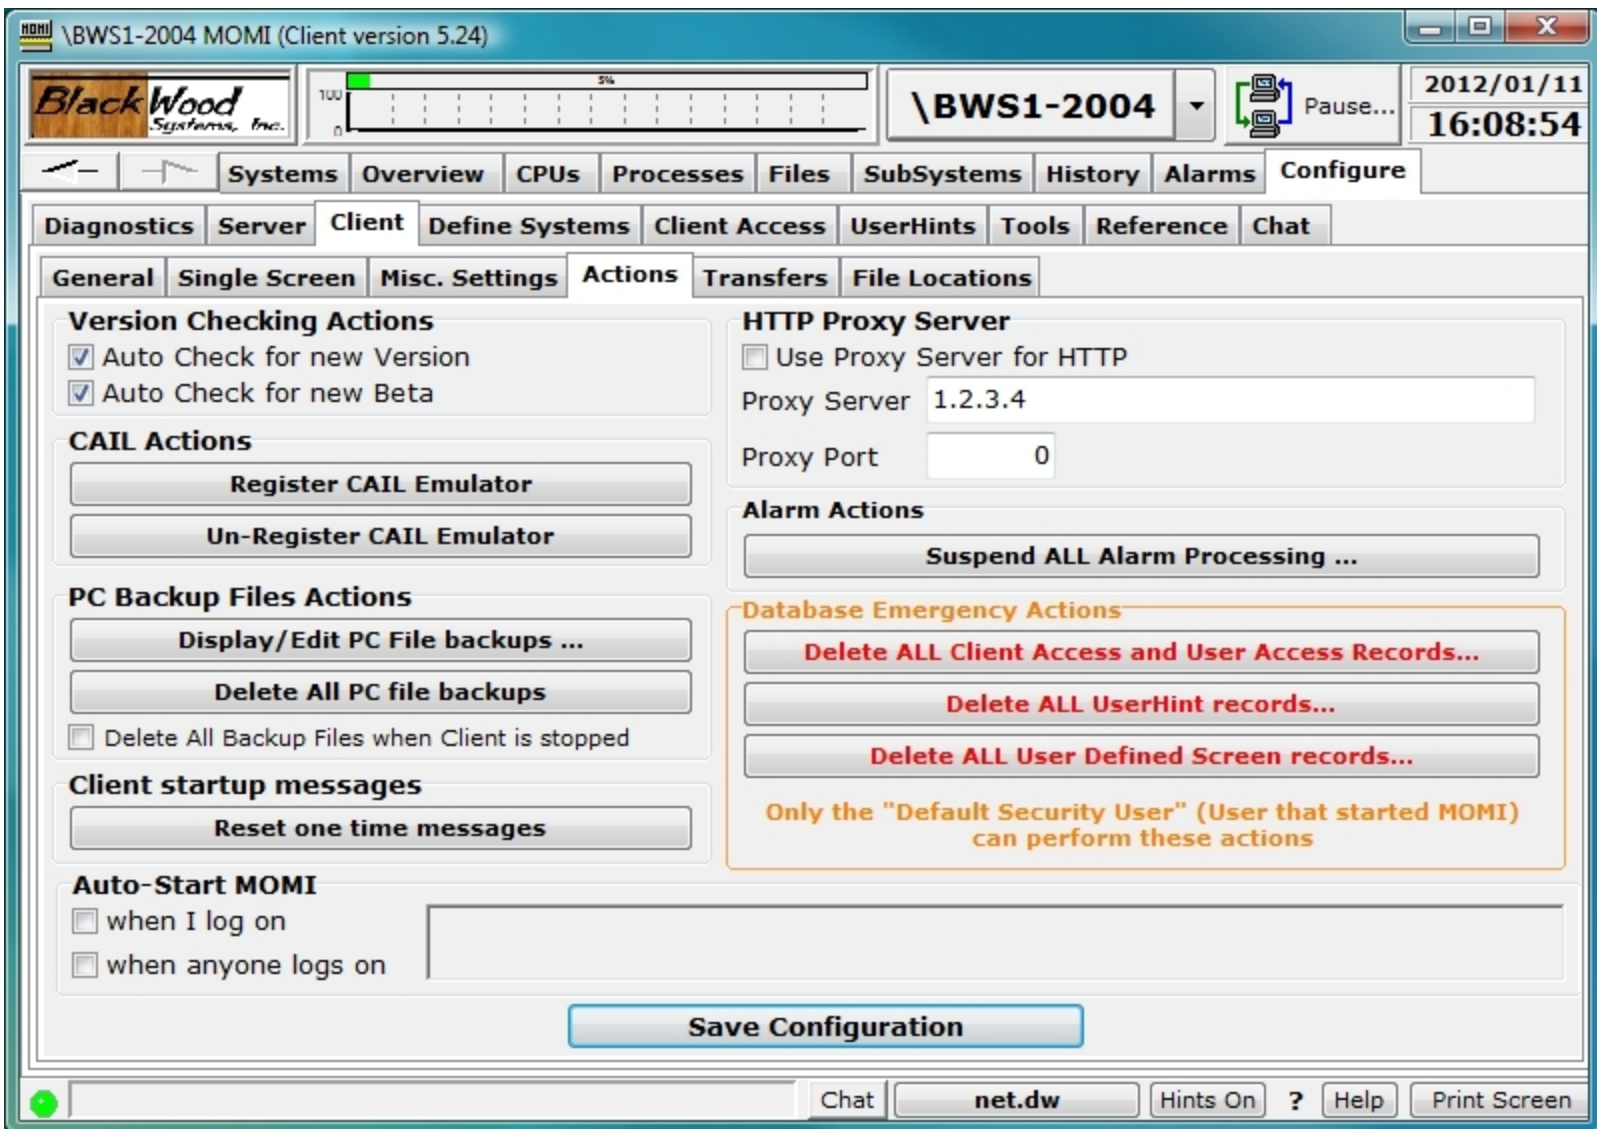 MOMI \BWS1-2004 MOMI (Client version 5.24)
BlackWood
Systems, Inc.
5%
100
0
\BWS1-2004
Pause...
2012/01/11
16:08:54
Systems Overview CPUs Processes Files SubSystems History Alarms Configure
Diagnostics Server Client Define Systems Client Access UserHints Tools Reference Chat
General Single Screen Misc. Settings Actions Transfers File Locations
Version Checking Actions
Auto Check for new Version
Auto Check for new Beta
CAIL Actions
Register CAIL Emulator
Un-Register CAIL Emulator
PC Backup Files Actions
Display/Edit PC File backups ...
Delete All PC file backups
Delete All Backup Files when Client is stopped
Client startup messages
Reset one time messages
HTTP Proxy Server
Use Proxy Server for HTTP
Proxy Server 1.2.3.4
Proxy Port 0
Alarm Actions
Suspend ALL Alarm Processing ...
Database Emergency Actions
Delete ALL Client Access and User Access Records...
Delete ALL UserHint records...
Delete ALL User Defined Screen records...
Only the "Default Security User" (User that started MOMI)
can perform these actions
Auto-Start MOMI
when I log on
when anyone logs on
Save Configuration
Chat net.dw Hints On ? Help Print Screen